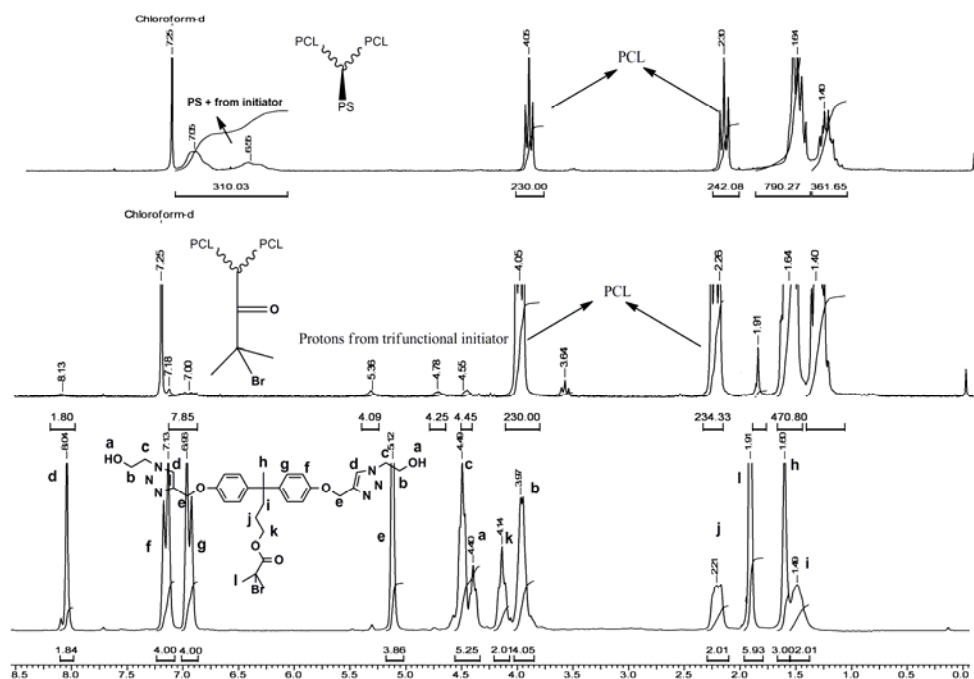 Chloroform-d
7.25
PCL
PCL
PS
PS + from initiator
7.05
6.55
4.05
PCL
2.30
1.64
1.40
310.03
230.00
242.08
790.27
361.65
Chloroform-d
7.25
PCL
PCL
O
Br
Protons from trifunctional initiator
PCL
8.13
7.18
7.00
5.36
4.78
4.55
4.05
3.64
2.26
1.91
1.64
1.40
1.80
7.85
4.09
4.25
4.45
230.00
234.33
470.80
8.04
7.13
6.95
5.12
4.49
4.40
4.14
3.97
2.21
1.91
1.60
1.49
a
HO
b
c
d
N
N
N
e
O
f
g
h
i
j
k
O
O
l
Br
g
f
O
e
d
N
N
N
c
b
a
OH
d
f
g
e
c
a
k
b
j
l
h
i
1.84
4.00
4.00
3.86
5.25
2.01
4.05
2.01
5.93
3.00
2.01
8.5 8.0 7.5 7.0 6.5 6.0 5.5 5.0 4.5 4.0 3.5 3.0 2.5 2.0 1.5 1.0 0.5 0.0